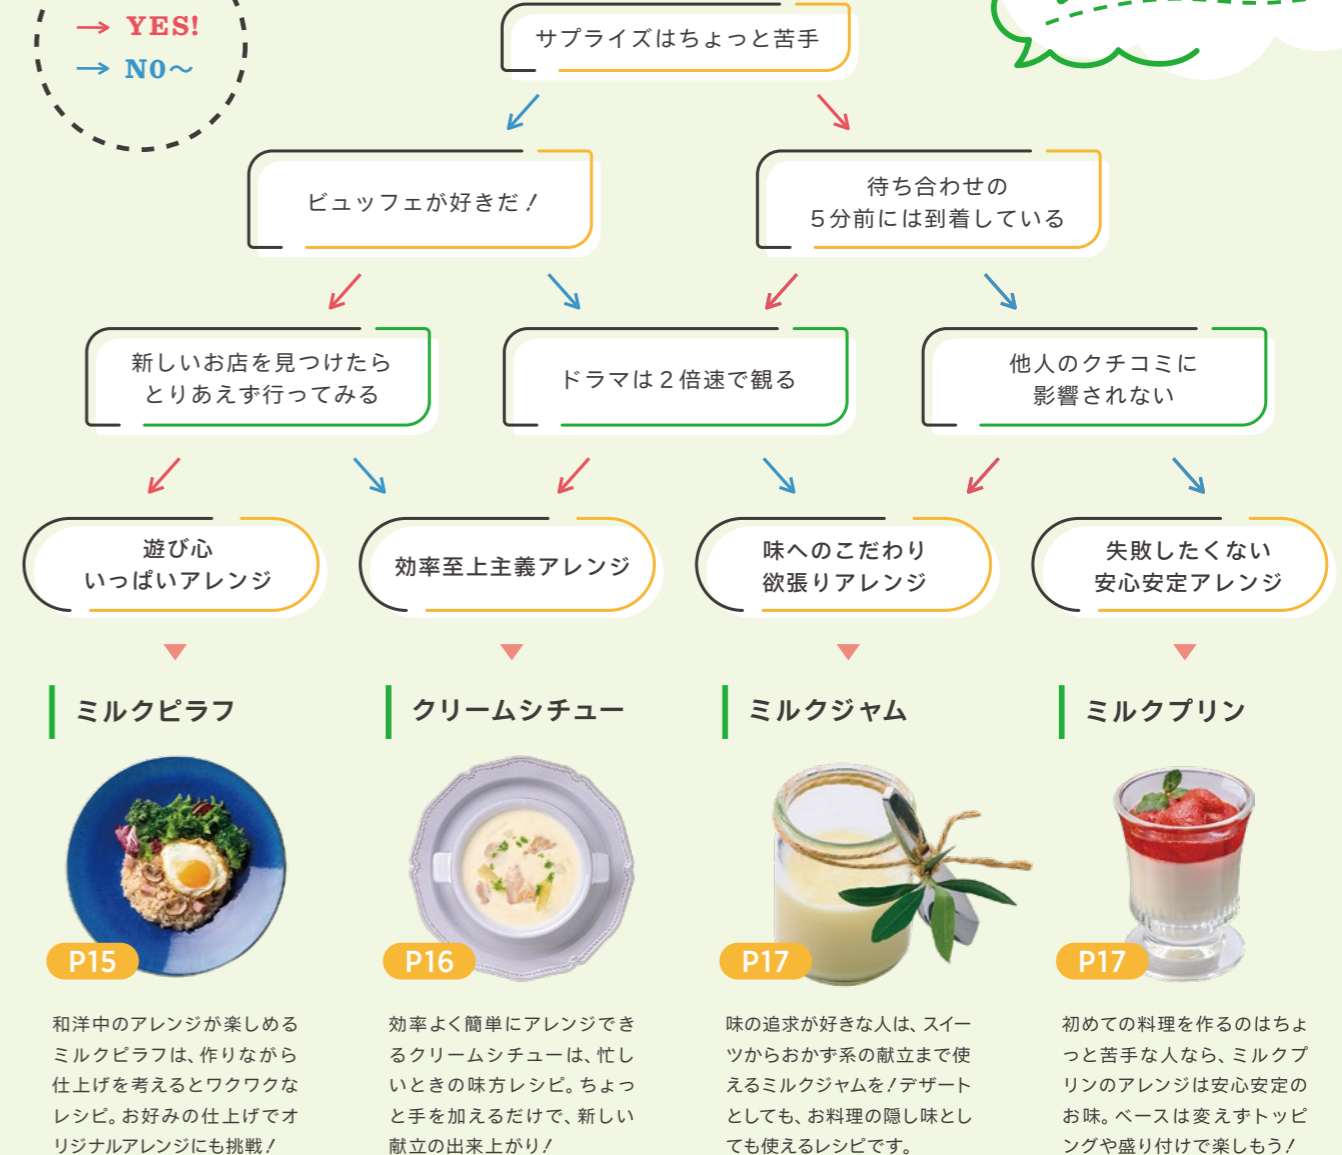 YES!
NO〜
サプライズはちょっと苦手
ビュッフェが好きだ！
待ち合わせの
５分前には到着している
新しいお店を見つけたら
とりあえず行ってみる
ドラマは２倍速で観る
他人のクチコミに
影響されない
遊び心
いっぱいアレンジ
効率至上主義アレンジ
味へのこだわり
欲張りアレンジ
失敗したくない
安心安定アレンジ
ミルクピラフ
P15
和洋中のアレンジが楽しめる
ミルクピラフは、作りながら
仕上げを考えるとワクワクな
レシピ。お好みの仕上げでオ
リジナルアレンジにも挑戦！
クリームシチュー
P16
効率よく簡単にアレンジでき
るクリームシチューは、忙し
いときの味方レシピ。ちょっ
と手を加えるだけで、新しい
献立の出来上がり！
ミルクジャム
P17
味の追求が好きな人は、スイー
ツからおかず系の献立まで使
えるミルクジャムを！デザート
としても、お料理の隠し味とし
ても使えるレシピです。
ミルクプリン
P17
初めての料理を作るのはちょ
っと苦手な人なら、ミルクプ
リンのアレンジは安心安定の
お味。ベースは変えずトッピ
ングや盛り付けで楽しもう！